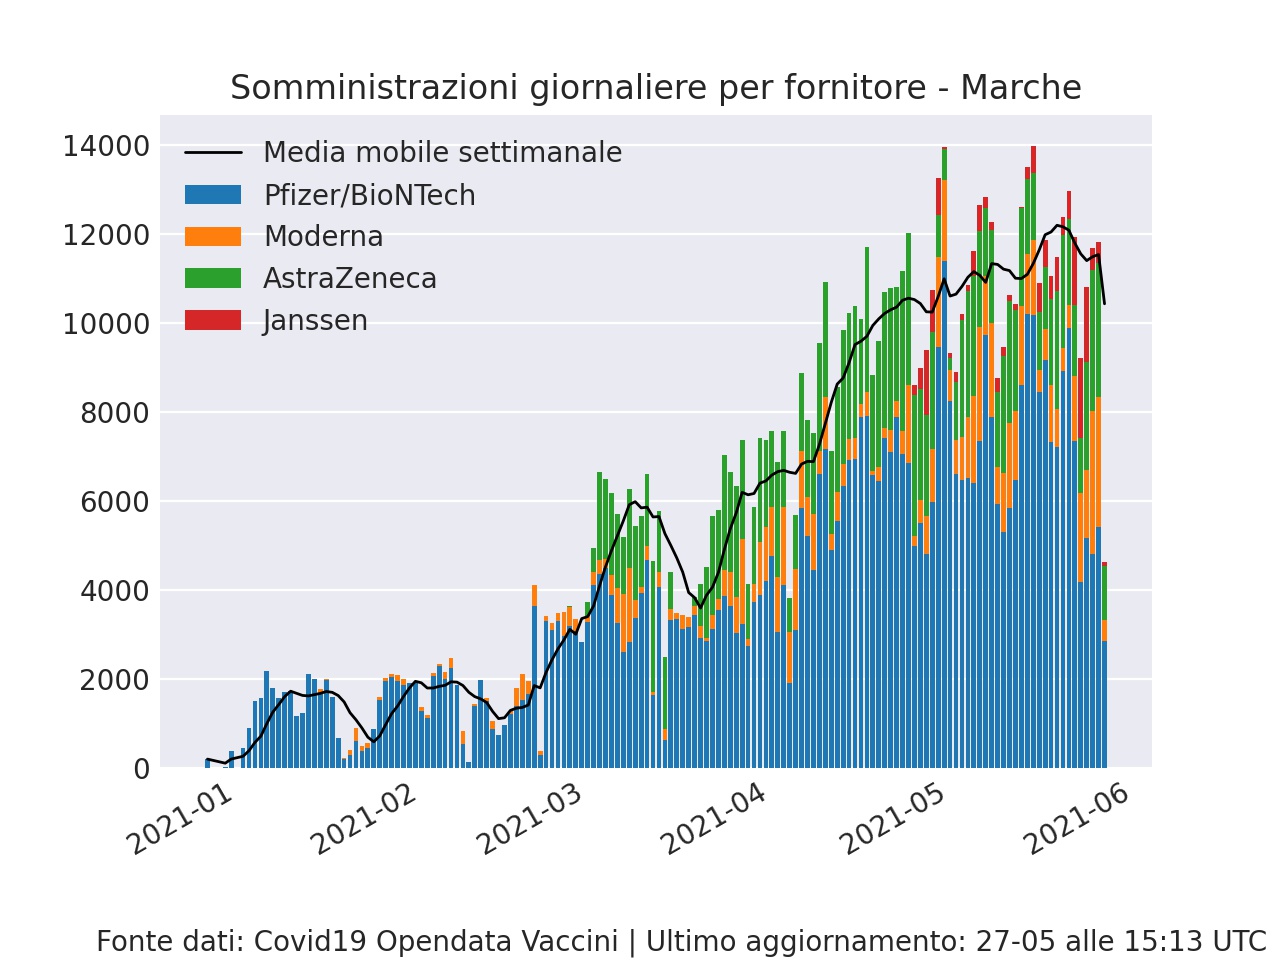 Somministrazioni giornaliere per fornitore - Marche
14000
12000
10000
8000
6000
4000
2000
0
Media mobile settimanale
Pfizer/BioNTech
Moderna
AstraZeneca
Janssen
2021-01
2021-02
2021-03
2021-04
2021-05
2021-06
Fonte dati: Covid19 Opendata Vaccini | Ultimo aggiornamento: 27-05 alle 15:13 UTC